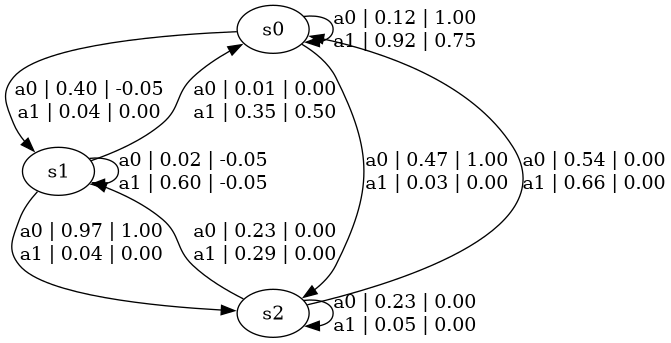 s0
a0 | 0.12 | 1.00
a1 | 0.92 | 0.75
a0 | 0.40 | -0.05
a1 | 0.04 | 0.00
a0 | 0.01 | 0.00
a1 | 0.35 | 0.50
s1
a0 | 0.02 | -0.05
a1 | 0.60 | -0.05
a0 | 0.47 | 1.00
a1 | 0.03 | 0.00
a0 | 0.54 | 0.00
a1 | 0.66 | 0.00
a0 | 0.97 | 1.00
a1 | 0.04 | 0.00
a0 | 0.23 | 0.00
a1 | 0.29 | 0.00
s2
a0 | 0.23 | 0.00
a1 | 0.05 | 0.00